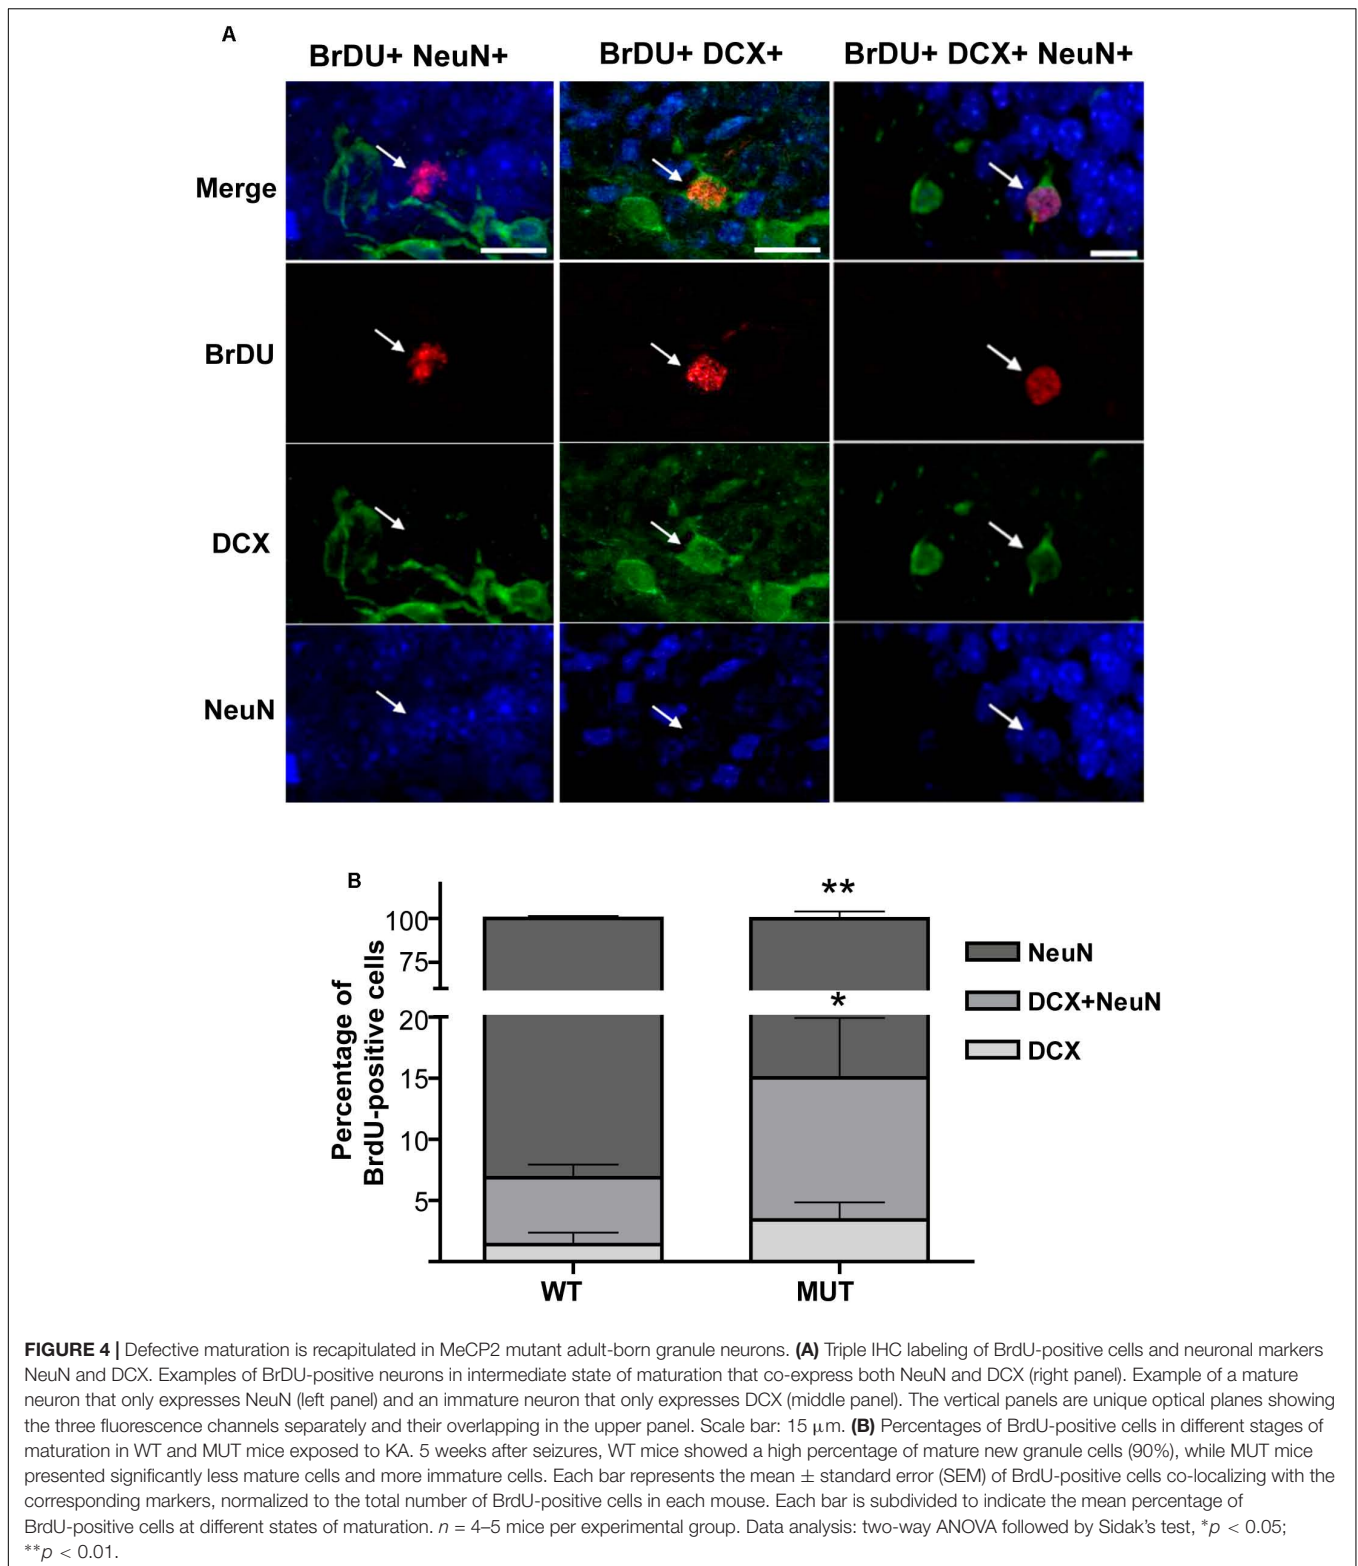 A
BrDU+ NeuN+ BrDU+ DCX+ BrDU+ DCX+ NeuN+
Merge
BrDU
DCX
NeuN
B
**
100
75
*
20
15
10
5
Percentage of
BrdU-positive cells
NeuN
DCX+NeuN
DCX
WT MUT
FIGURE 4 | Defective maturation is recapitulated in MeCP2 mutant adult-born granule neurons. (A) Triple IHC labeling of BrdU-positive cells and neuronal markers
NeuN and DCX. Examples of BrDU-positive neurons in intermediate state of maturation that co-express both NeuN and DCX (right panel). Example of a mature
neuron that only expresses NeuN (left panel) and an immature neuron that only expresses DCX (middle panel). The vertical panels are unique optical planes showing
the three fluorescence channels separately and their overlapping in the upper panel. Scale bar: 15 μm. (B) Percentages of BrdU-positive cells in different stages of
maturation in WT and MUT mice exposed to KA. 5 weeks after seizures, WT mice showed a high percentage of mature new granule cells (90%), while MUT mice
presented significantly less mature cells and more immature cells. Each bar represents the mean ± standard error (SEM) of BrdU-positive cells co-localizing with the
corresponding markers, normalized to the total number of BrdU-positive cells in each mouse. Each bar is subdivided to indicate the mean percentage of
BrdU-positive cells at different states of maturation. n = 4–5 mice per experimental group. Data analysis: two-way ANOVA followed by Sidak's test, *p < 0.05;
**p < 0.01.